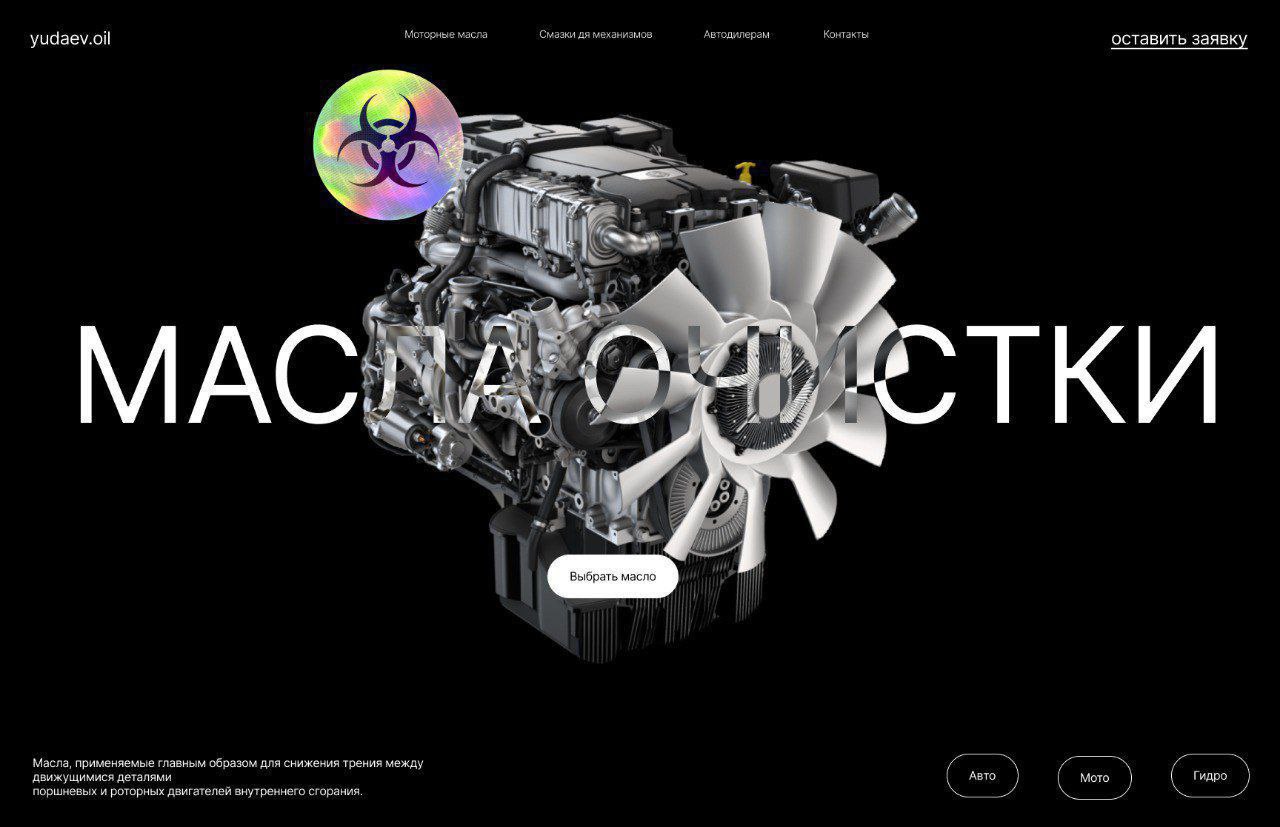 yudaev.oil
Моторные масла
Смазки дя механизмов
Автодилерам
Контакты
оставить заявку
МАСЛА ОЧИСТКИ
Выбрать масло
Масла, применяемые главным образом для снижения трения между
движущимися деталями
поршневых и роторных двигателей внутреннего сгорания.
Авто
Мото
Гидро